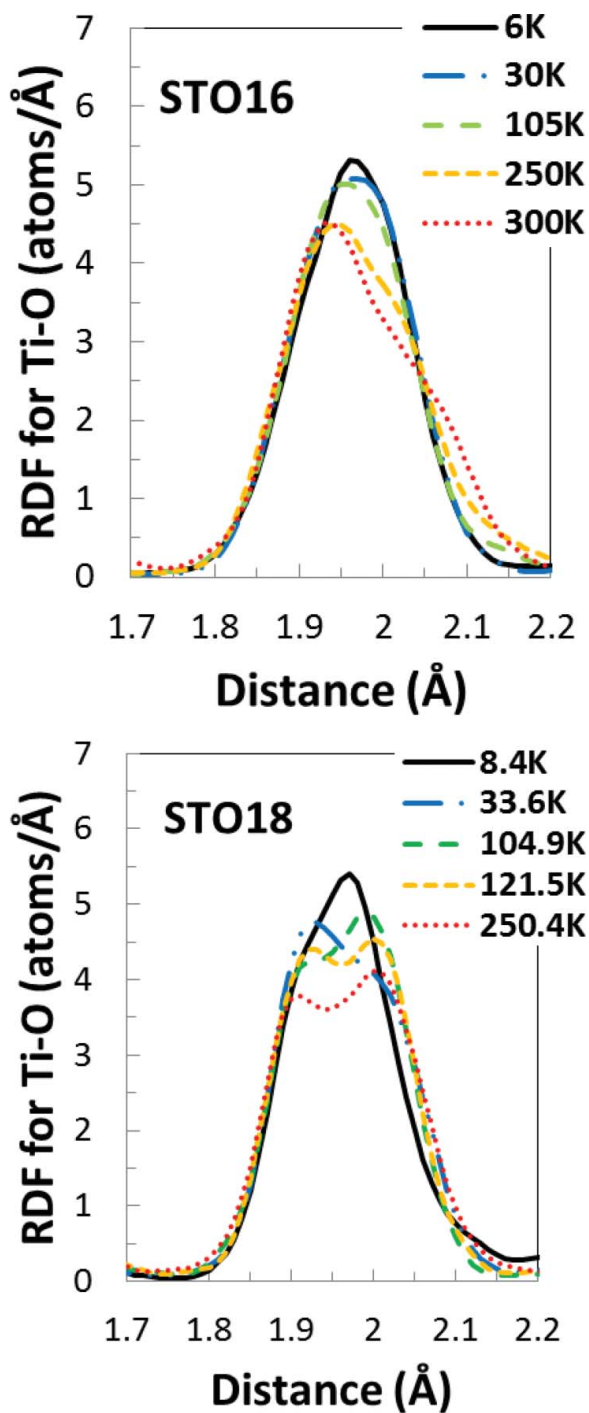 7
6
5
4
3
2
1
0
RDF for Ti-O (atoms/Å)
STO16
6K
30K
105K
250K
300K
1.7 1.8 1.9 2 2.1 2.2
Distance (Å)
7
6
5
4
3
2
1
0
RDF for Ti-O (atoms/Å)
STO18
8.4K
33.6K
104.9K
121.5K
250.4K
1.7 1.8 1.9 2 2.1 2.2
Distance (Å)